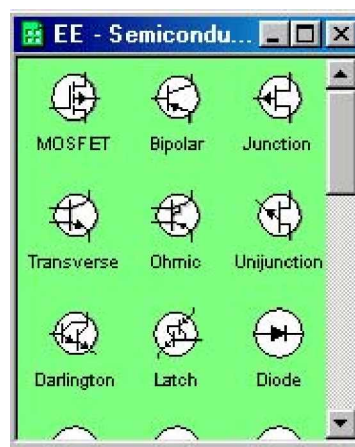 EE - Semicondu...
MOSFET Bipolar Junction
Transverse Ohmic Unijunction
Darlington Latch Diode